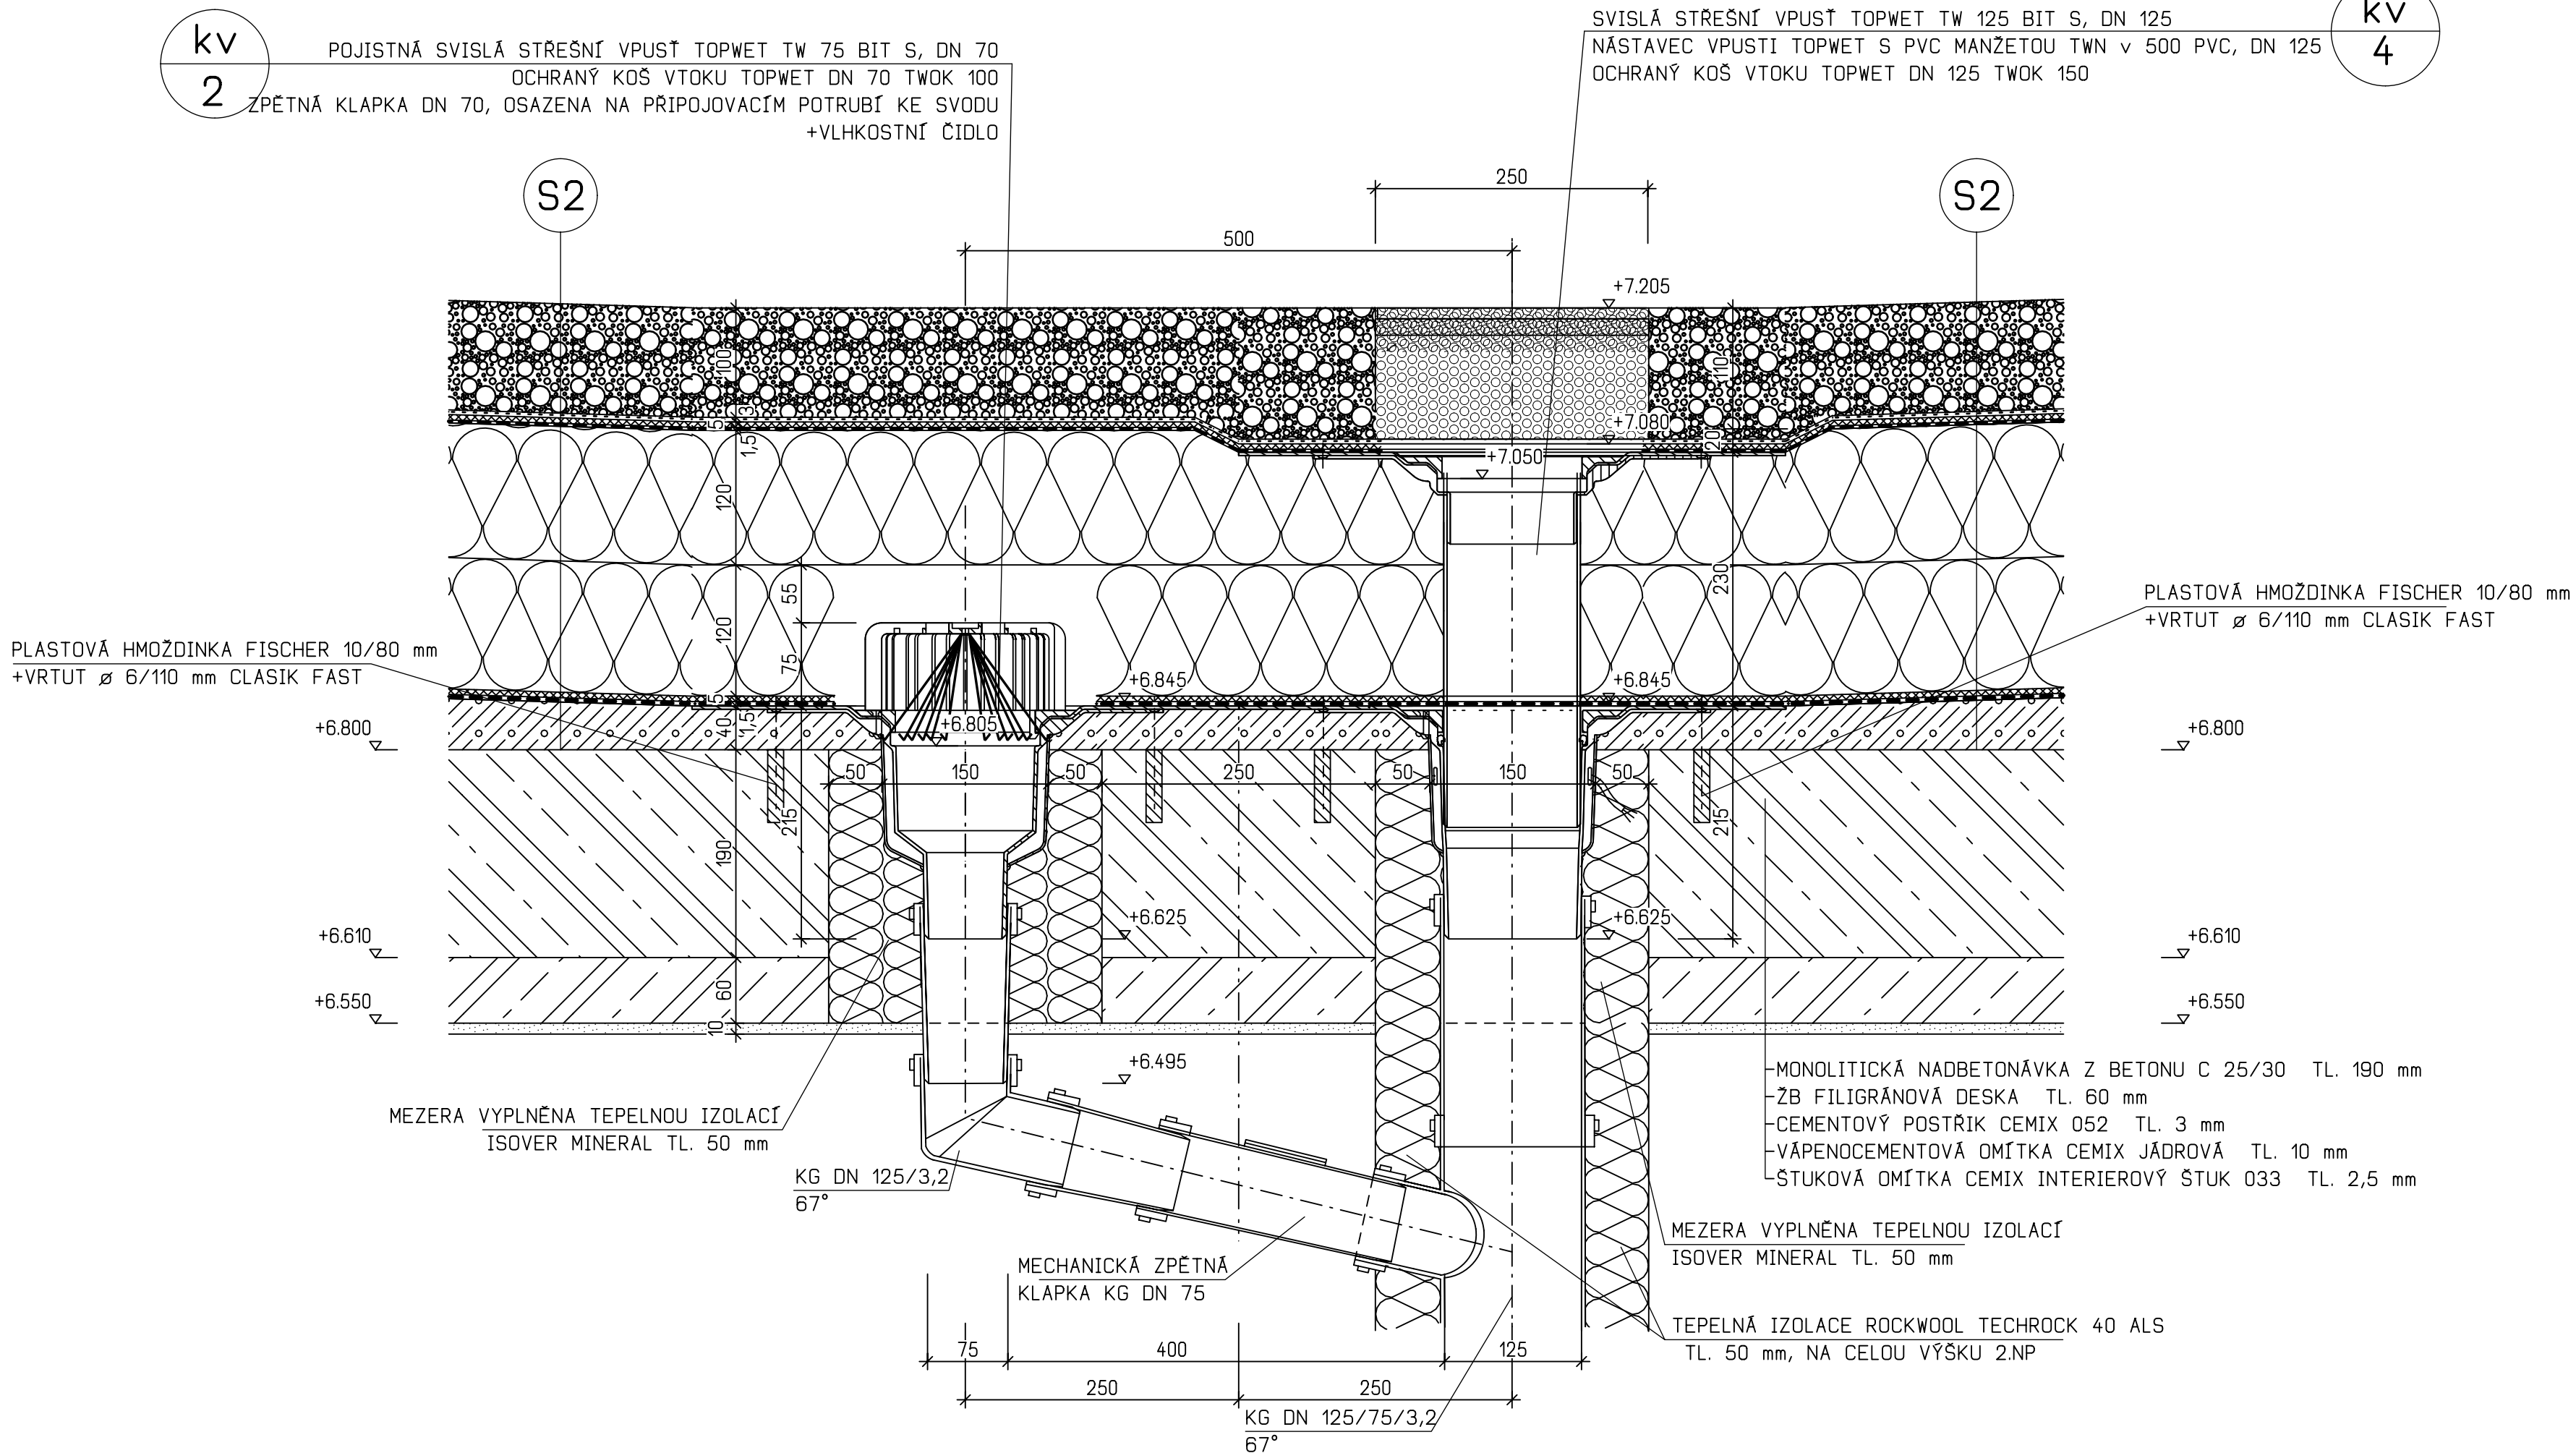 kv
2
POJISTNÁ SVISLÁ STŘEŠNÍ VPUSŤ TOPWET TW 75 BIT S, DN 70
OCHRANÝ KOŠ VTOKU TOPWET DN 70 TWOK 100
ZPĚTNÁ KLAPKA DN 70, OSAZENA NA PŘIPOJOVACÍM POTRUBÍ KE SVODU
+VLHKOSTNÍ ČIDLO
SVISLÁ STŘEŠNÍ VPUSŤ TOPWET TW 125 BIT S, DN 125
NÁSTAVEC VPUSTI TOPWET S PVC MANŽETOU TWN v 500 PVC, DN 125
OCHRANÝ KOŠ VTOKU TOPWET DN 125 TWOK 150
kv
4
S2
S2
250
500
+7.205
100
110
3
5
1,5
+7.080
20
+7.050
120
230
55
120
75
5
40
1,5
+6.845
+6.845
+6.805
PLASTOVÁ HMOŽDINKA FISCHER 10/80 mm
+VRTUT ⌀ 6/110 mm CLASIK FAST
PLASTOVÁ HMOŽDINKA FISCHER 10/80 mm
+VRTUT ⌀ 6/110 mm CLASIK FAST
+6.800
+6.800
50
150
50
250
50
150
50
215
215
190
+6.625
+6.625
+6.610
+6.610
60
+6.550
+6.550
10
+6.495
MONOLITICKÁ NADBETONÁVKA Z BETONU C 25/30 TL. 190 mm
ŽB FILIGRÁNOVÁ DESKA TL. 60 mm
CEMENTOVÝ POSTŘIK CEMIX 052 TL. 3 mm
VÁPENOCEMENTOVÁ OMÍTKA CEMIX JÁDROVÁ TL. 10 mm
ŠTUKOVÁ OMÍTKA CEMIX INTERIEROVÝ ŠTUK 033 TL. 2,5 mm
MEZERA VYPLNĚNA TEPELNOU IZOLACÍ
ISOVER MINERAL TL. 50 mm
KG DN 125/3,2
67°
MECHANICKÁ ZPĚTNÁ
KLAPKA KG DN 75
MEZERA VYPLNĚNA TEPELNOU IZOLACÍ
ISOVER MINERAL TL. 50 mm
TEPELNÁ IZOLACE ROCKWOOL TECHROCK 40 ALS
TL. 50 mm, NA CELOU VÝŠKU 2.NP
75
400
125
250
250
KG DN 125/75/3,2
67°